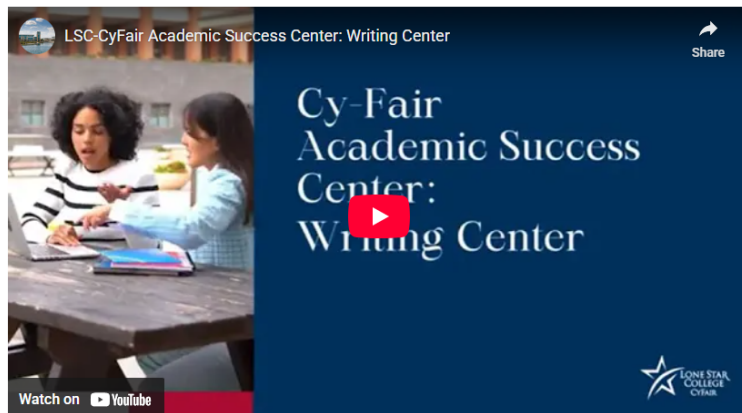 LSC-CyFair Academic Success Center: Writing Center
Share
Cy-Fair
Academic Success
Center:
Writing Center
LONE STAR
COLLEGE
CYFAIR
Watch on YouTube